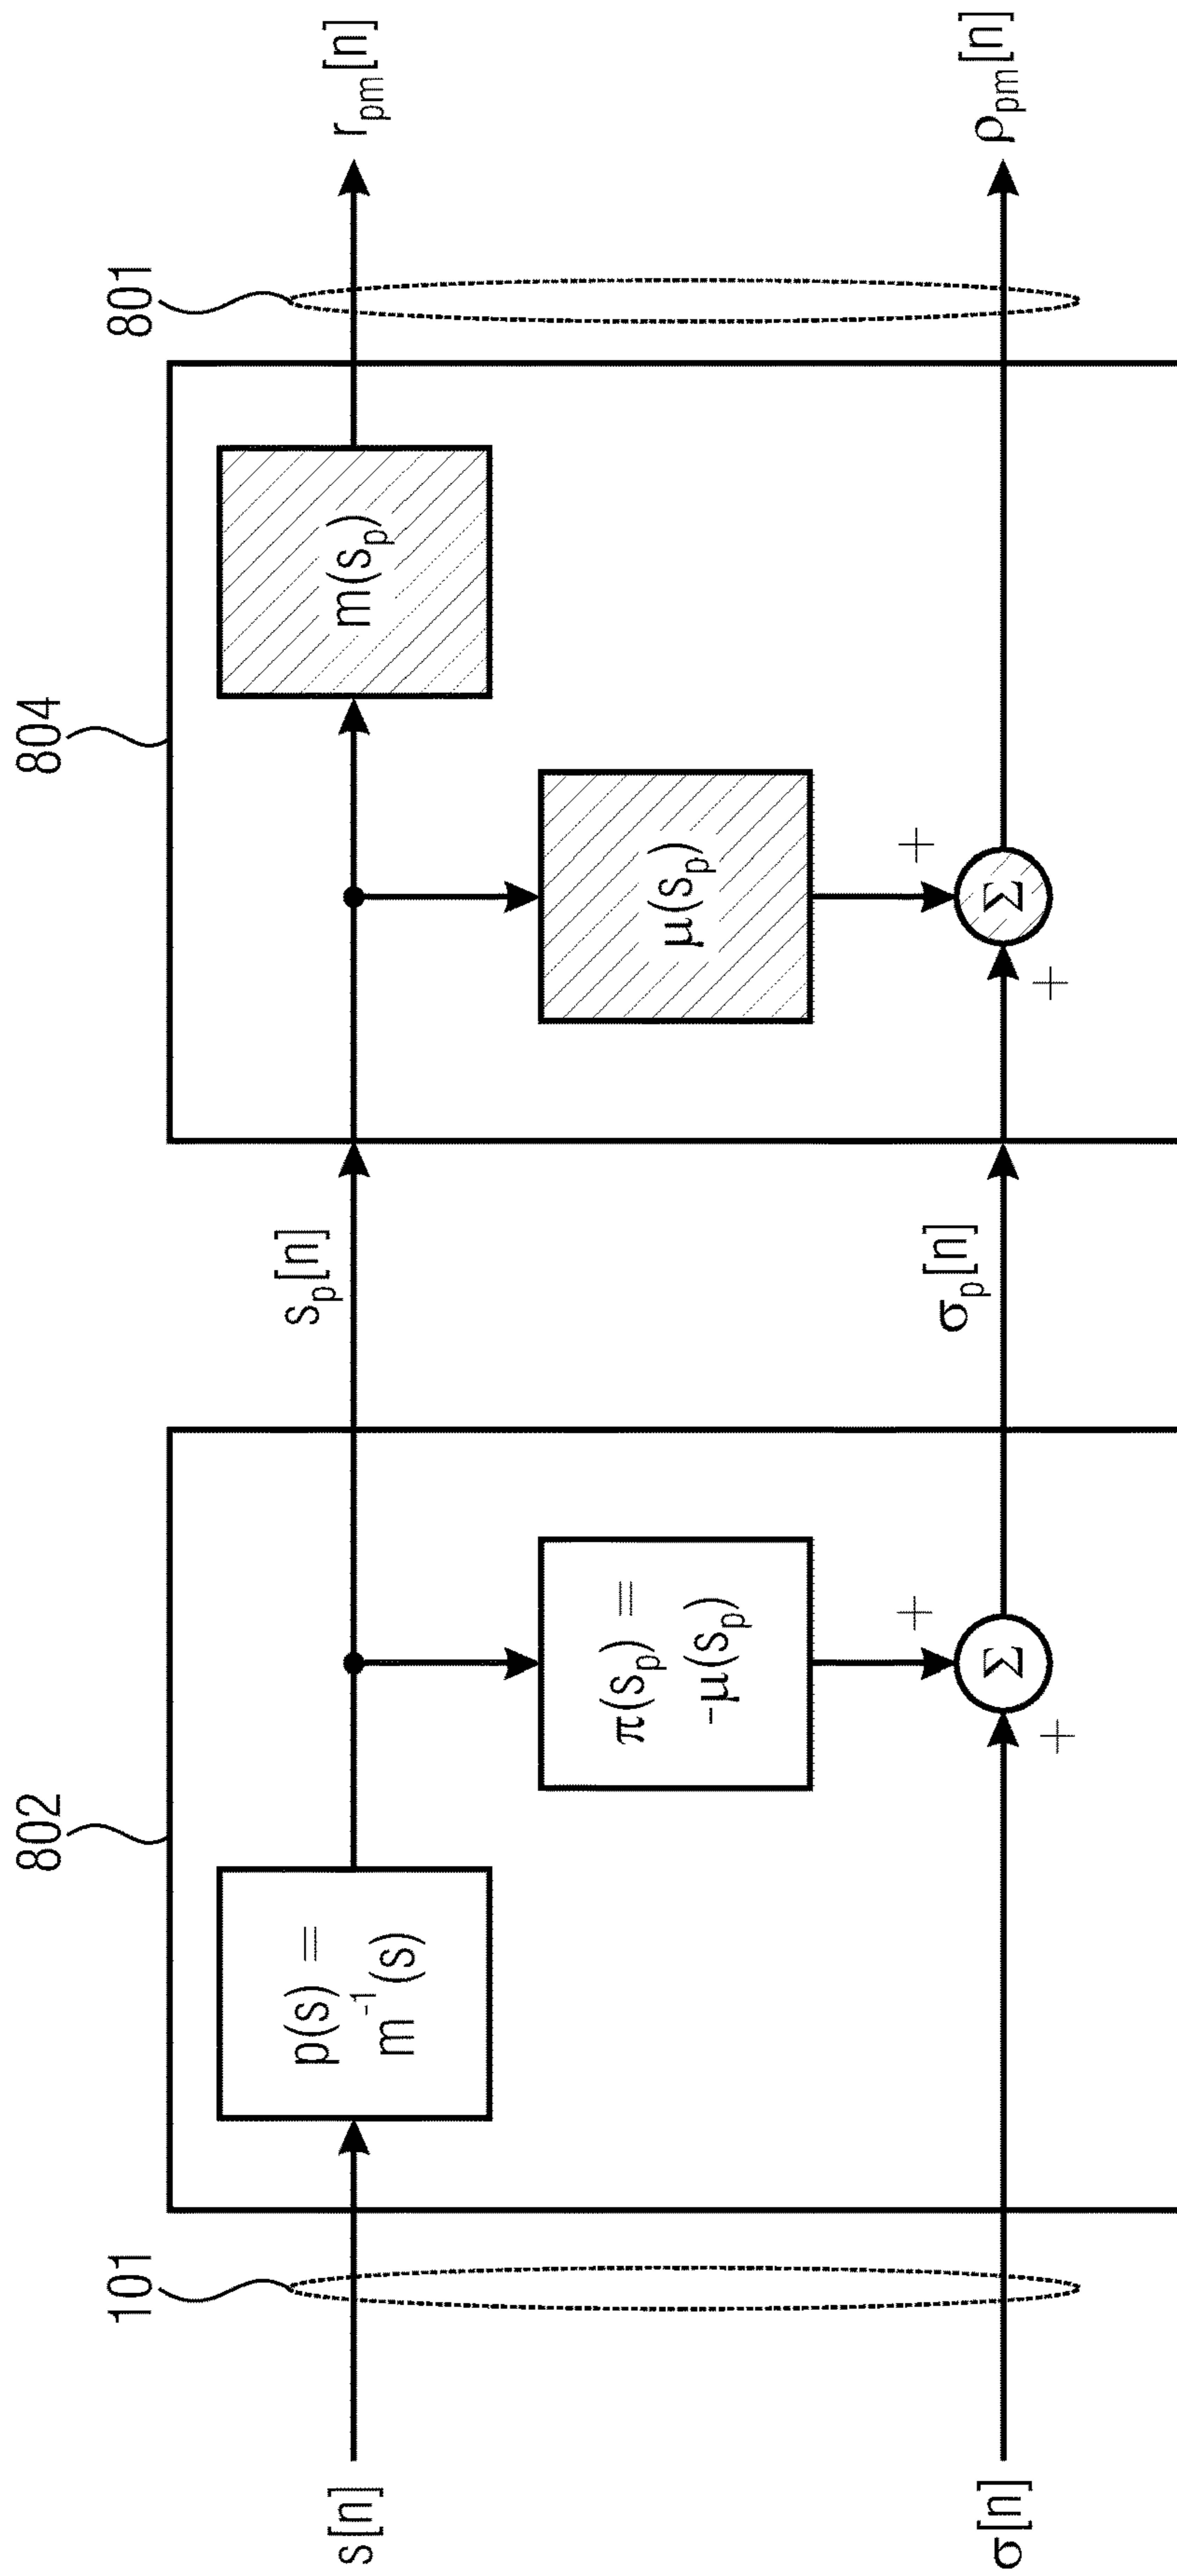 802
804
101
801
s[n]
p(s) =
m⁻¹(s)
sₚ[n]
m(sₚ)
rₚₘ[n]
π(sₚ) =
-μ(sₚ)
μ(sₚ)
+
+
σ[n]
Σ
+
σₚ[n]
Σ
+
ρₚₘ[n]